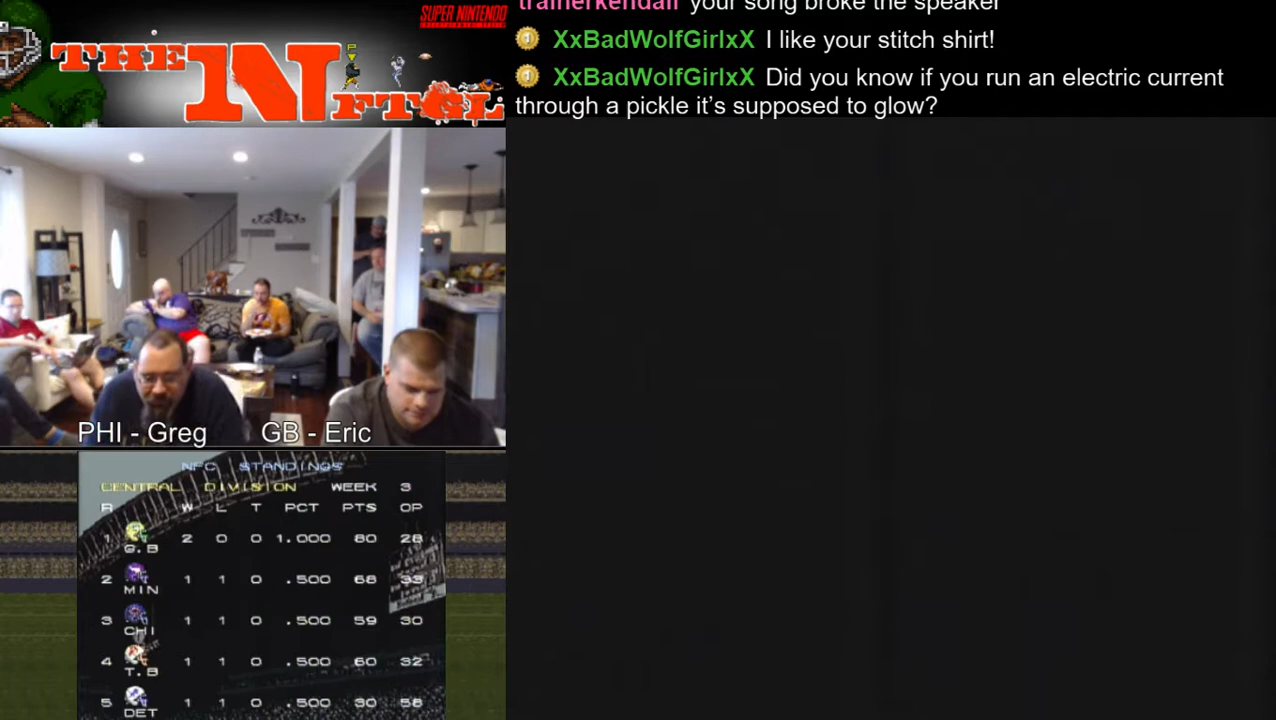 SUPER NINTENDO
THE NFTSL
trainerkendall your song broke the speaker
XxBadWolfGirlxX I like your stitch shirt!
XxBadWolfGirlxX Did you know if you run an electric current
through a pickle it's supposed to glow?
PHI - Greg GB - Eric
NFC STANDINGS
CENTRAL DIVISION WEEK 3
R W L T PCT PTS OP
1 G.B 2 0 0 1.000 80 28
2 MIN 1 1 0 .500 68 33
3 CHI 1 1 0 .500 59 30
4 T.B 1 1 0 .500 60 32
5 DET 1 1 0 .500 30 58